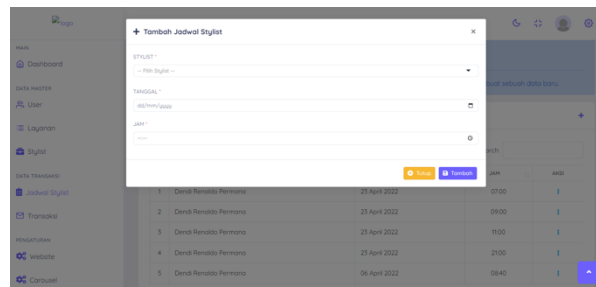 logo
+ Tambah Jadwal Stylist ×
MAIN
Dashboard
STYLIST *
-- Pilih Stylist --
DATA MASTER
User
buat sebuah data baru
TANGGAL *
dd/mm/yyyy
Layanan
+
JAM *
--:--
Stylist
arch
DATA TRANSAKSI
Tutup Tambah
JAM AKSI
Jadwal Stylist
1 Dendi Renaldo Permana 23 April 2022 07:00
Transaksi
2 Dendi Renaldo Permana 23 April 2022 09:00
PENGATURAN
3 Dendi Renaldo Permana 23 April 2022 11:00
Website
4 Dendi Renaldo Permana 23 April 2022 21:00
Carousel
5 Dendi Renaldo Permana 06 April 2022 08:40